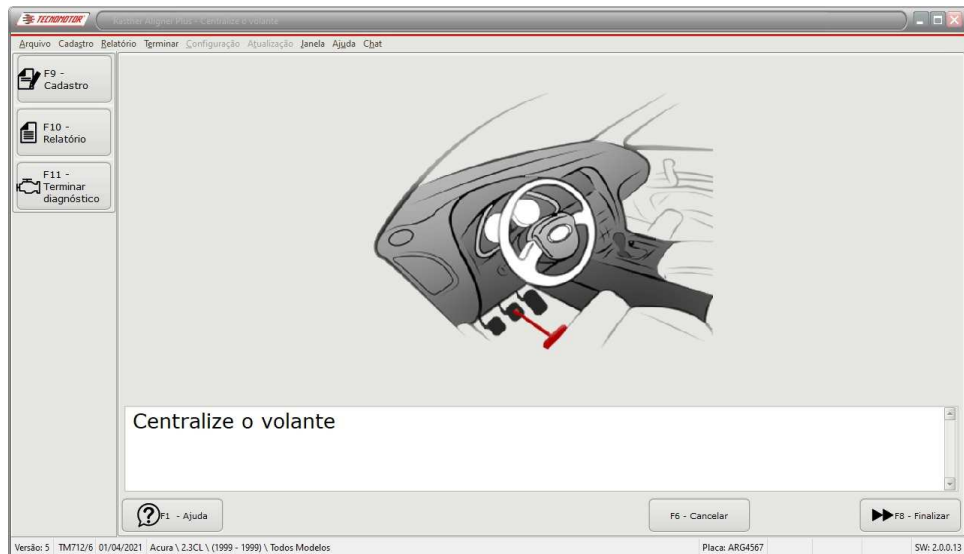 TECNOMOTOR
Rasther Aligner Plus - Centralize o volante
Arquivo Cadastro Relatório Terminar Configuração Atualização Janela Ajuda Chat
F9 -
Cadastro
F10 -
Relatório
F11 -
Terminar
diagnóstico
Centralize o volante
F1 - Ajuda
F6 - Cancelar
F8 - Finalizar
Versão: 5 TM712/6 01/04/2021 Acura \ 2.3CL \ (1999 - 1999) \ Todos Modelos Placa: ARG4567 SW: 2.0.0.13